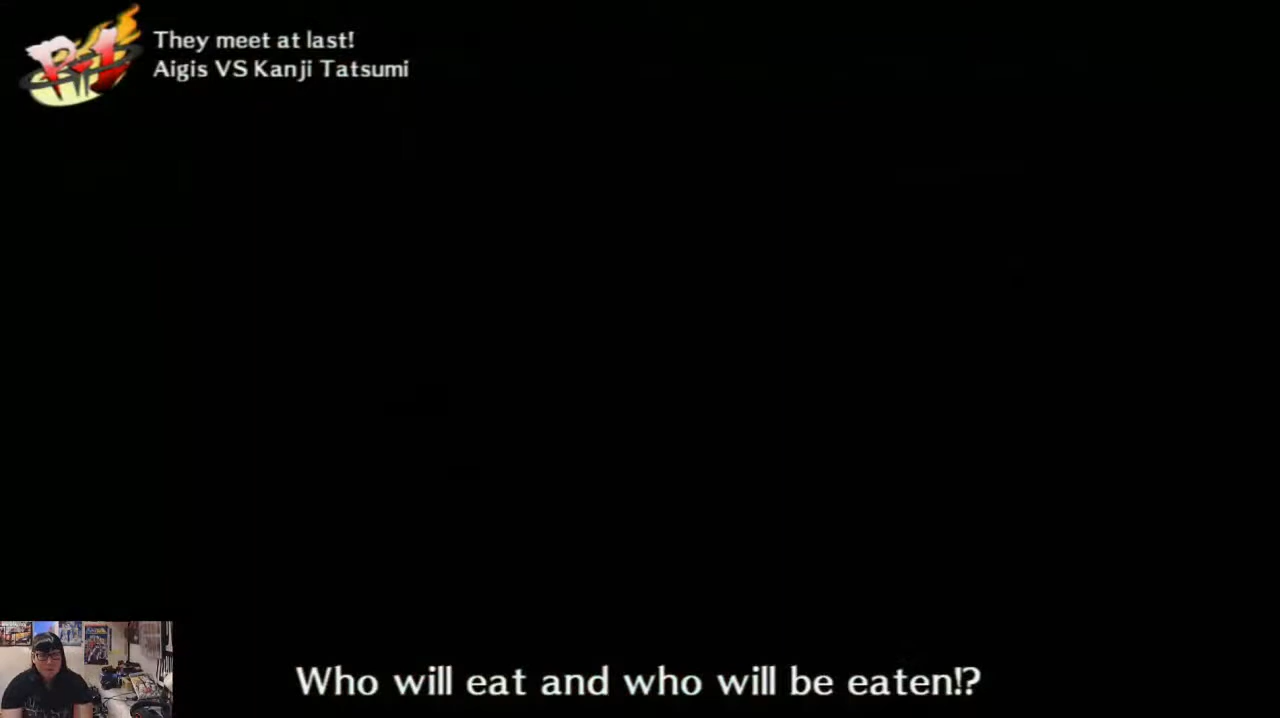 They meet at last!
Aigis VS Kanji Tatsumi
Who will eat and who will be eaten!?